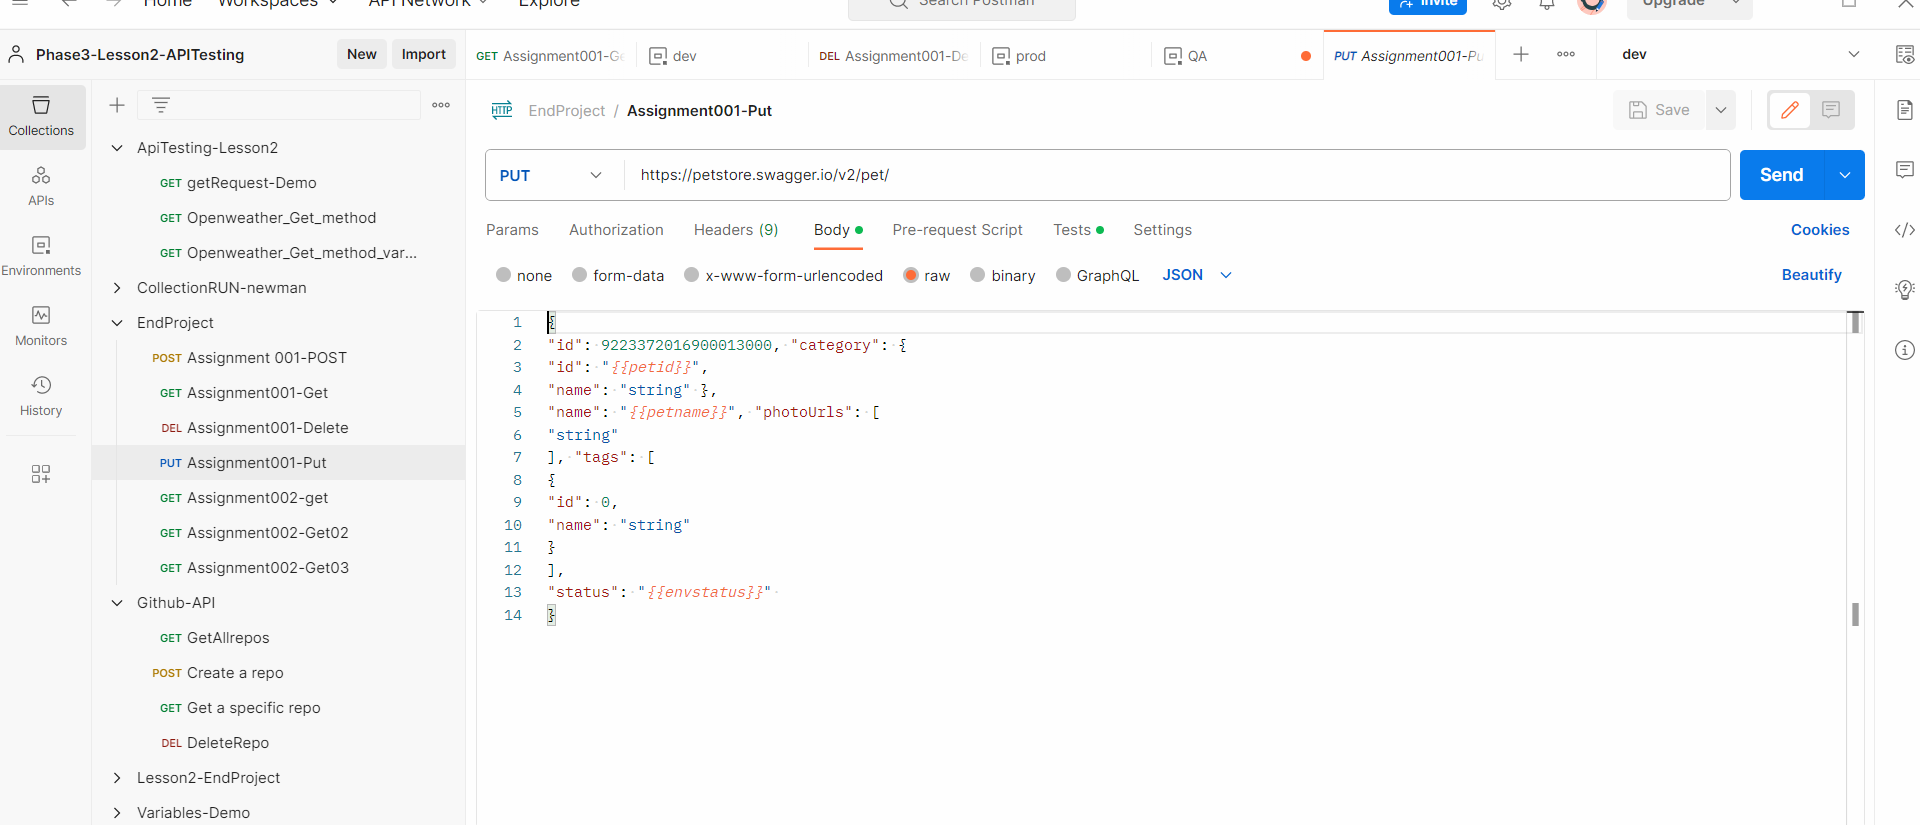 Home Workspaces API Network Explore Search Postman Invite Upgrade
Phase3-Lesson2-APITesting New Import
GET Assignment001-Ge dev DEL Assignment001-De prod QA PUT Assignment001-Pu dev
Collections
APIs
Environments
Monitors
History
ApiTesting-Lesson2
GET getRequest-Demo
GET Openweather_Get_method
GET Openweather_Get_method_var...
CollectionRUN-newman
EndProject
POST Assignment 001-POST
GET Assignment001-Get
DEL Assignment001-Delete
PUT Assignment001-Put
GET Assignment002-get
GET Assignment002-Get02
GET Assignment002-Get03
Github-API
GET GetAllrepos
POST Create a repo
GET Get a specific repo
DEL DeleteRepo
Lesson2-EndProject
Variables-Demo
HTTP EndProject / Assignment001-Put Save
PUT https://petstore.swagger.io/v2/pet/ Send
Params Authorization Headers (9) Body Pre-request Script Tests Settings Cookies
none form-data x-www-form-urlencoded raw binary GraphQL JSON Beautify
1 {
2 "id": 9223372016900013000, "category": {
3 "id": "{{petid}}",
4 "name": "string" },
5 "name": "{{petname}}", "photoUrls": [
6 "string"
7 ], "tags": [
8 {
9 "id": 0,
10 "name": "string"
11 }
12 ],
13 "status": "{{envstatus}}"
14 }